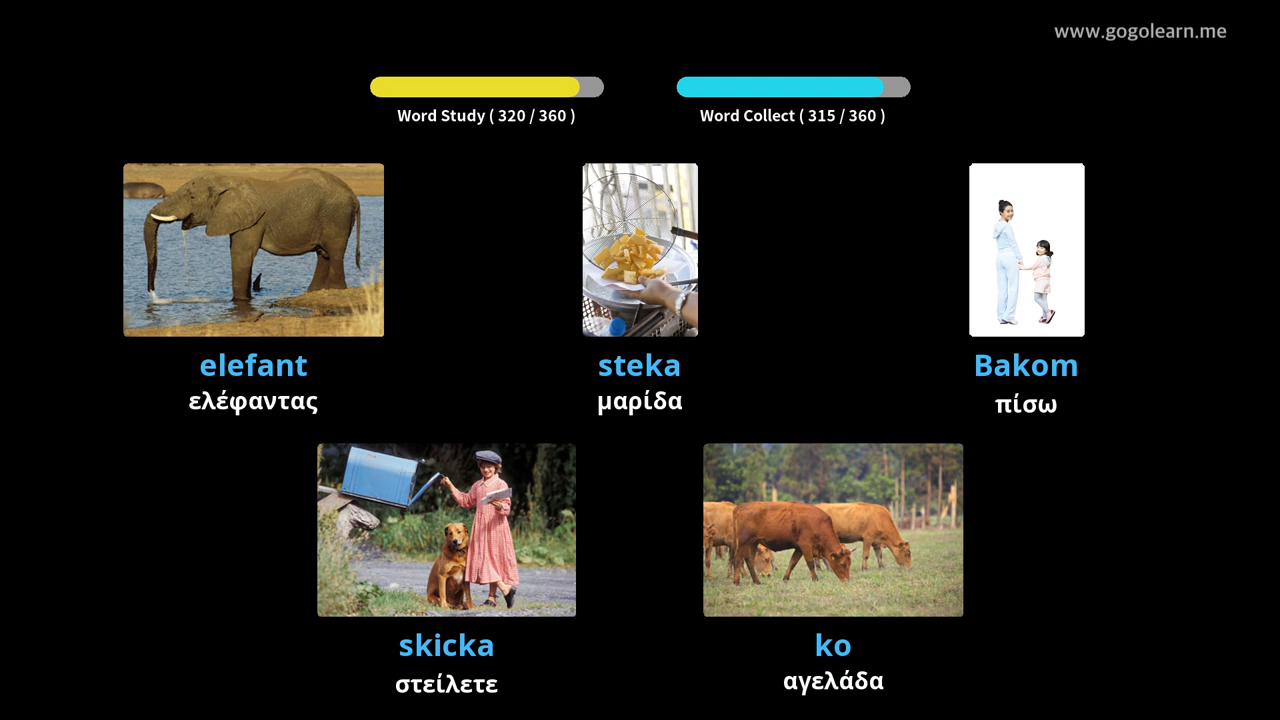 www.gogolearn.me
Word Study ( 320 / 360 )
Word Collect ( 315 / 360 )
elefant
ελέφαντας
steka
μαρίδα
Bakom
πίσω
skicka
στείλετε
ko
αγελάδα